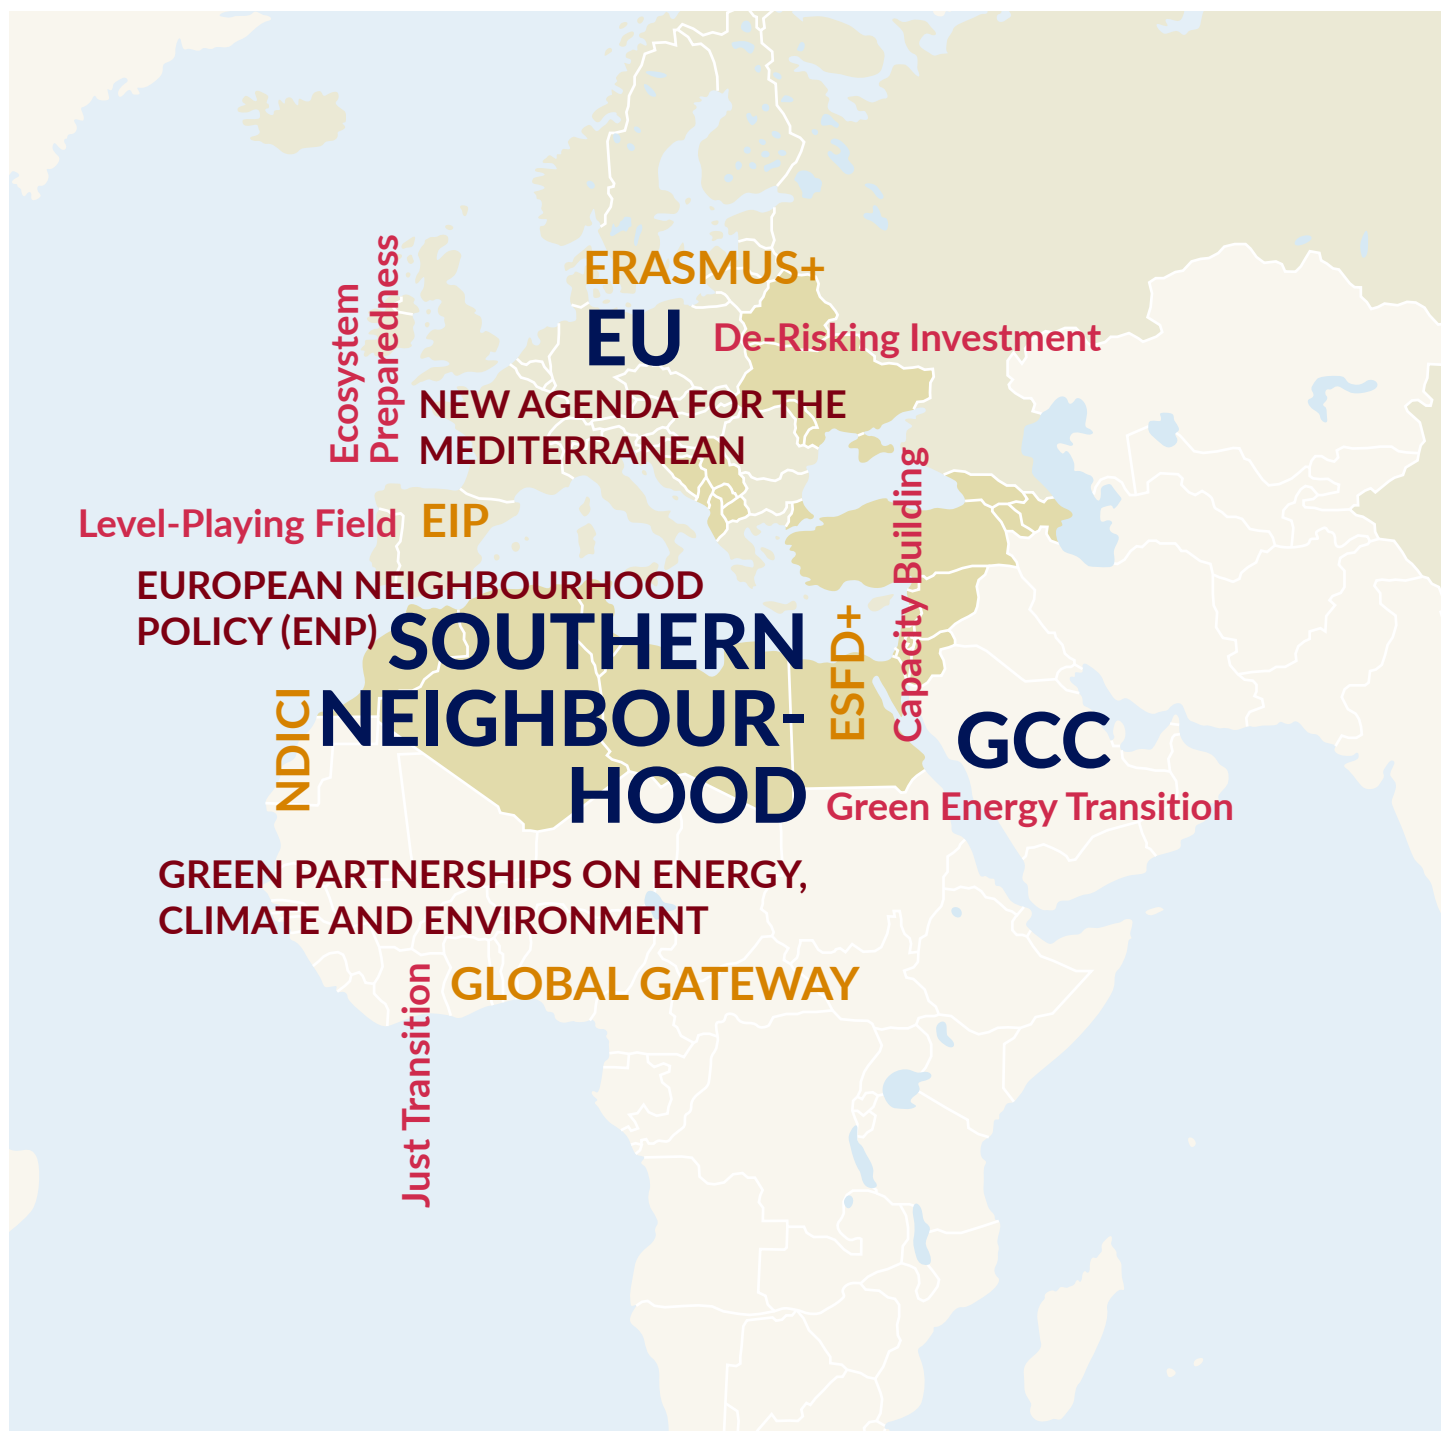 ERASMUS+
EU
De-Risking Investment
Ecosystem
Preparedness
NEW AGENDA FOR THE
MEDITERRANEAN
Level-Playing Field
EIP
Capacity Building
EUROPEAN NEIGHBOURHOOD
POLICY (ENP)
SOUTHERN
NEIGHBOUR-
HOOD
ESFD+
NDICI
GCC
Green Energy Transition
GREEN PARTNERSHIPS ON ENERGY,
CLIMATE AND ENVIRONMENT
GLOBAL GATEWAY
Just Transition